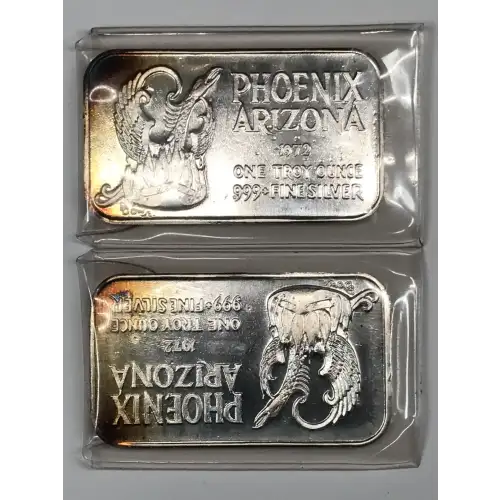 PHOENIX
ARIZONA
1972
ONE TROY OUNCE
999+FINE SILVER
PHOENIX
ARIZONA
1972
ONE TROY OUNCE
999+FINE SILVER